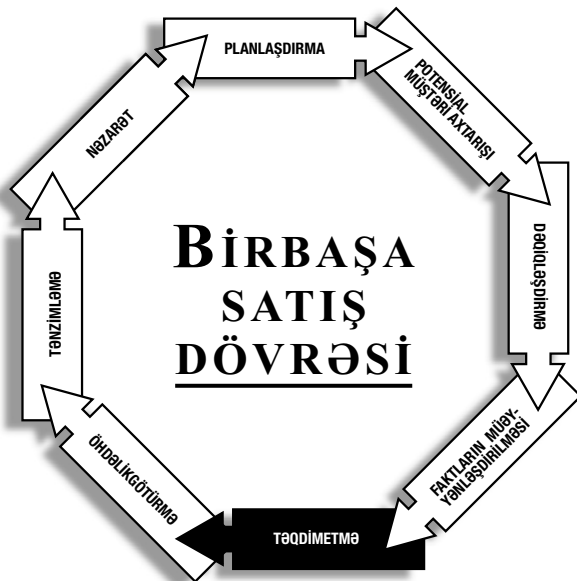 PLANLAŞDIRMA
POTENSİAL
MÜŞTƏRİ AXTARIŞI
DƏQİQLƏŞDİRMƏ
FAKTLARIN MÜƏY-
YƏNLƏŞDİRİLMƏSİ
TƏQDİMETMƏ
ÖHDƏLİKGÖTÜRMƏ
TƏNZİMLƏMƏ
NƏZARƏT
BİRBAŞA
SATIŞ
DÖVRƏSİ